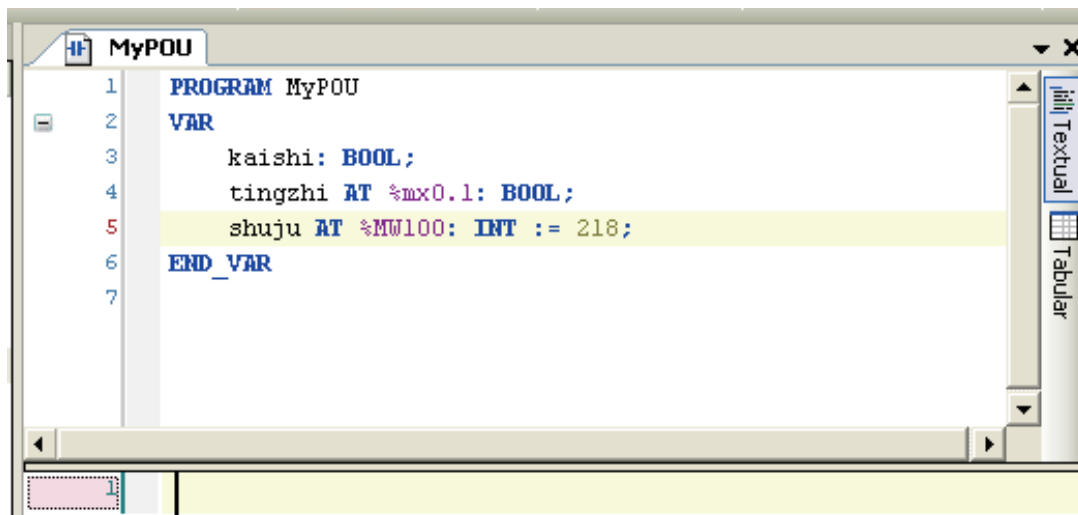 MyPOU
1 PROGRAM MyPOU
2 VAR
3 kaishi: BOOL;
4 tingzhi AT %mx0.1: BOOL;
5 shuju AT %MW100: INT := 218;
6 END_VAR
7
Textual
Tabular
1